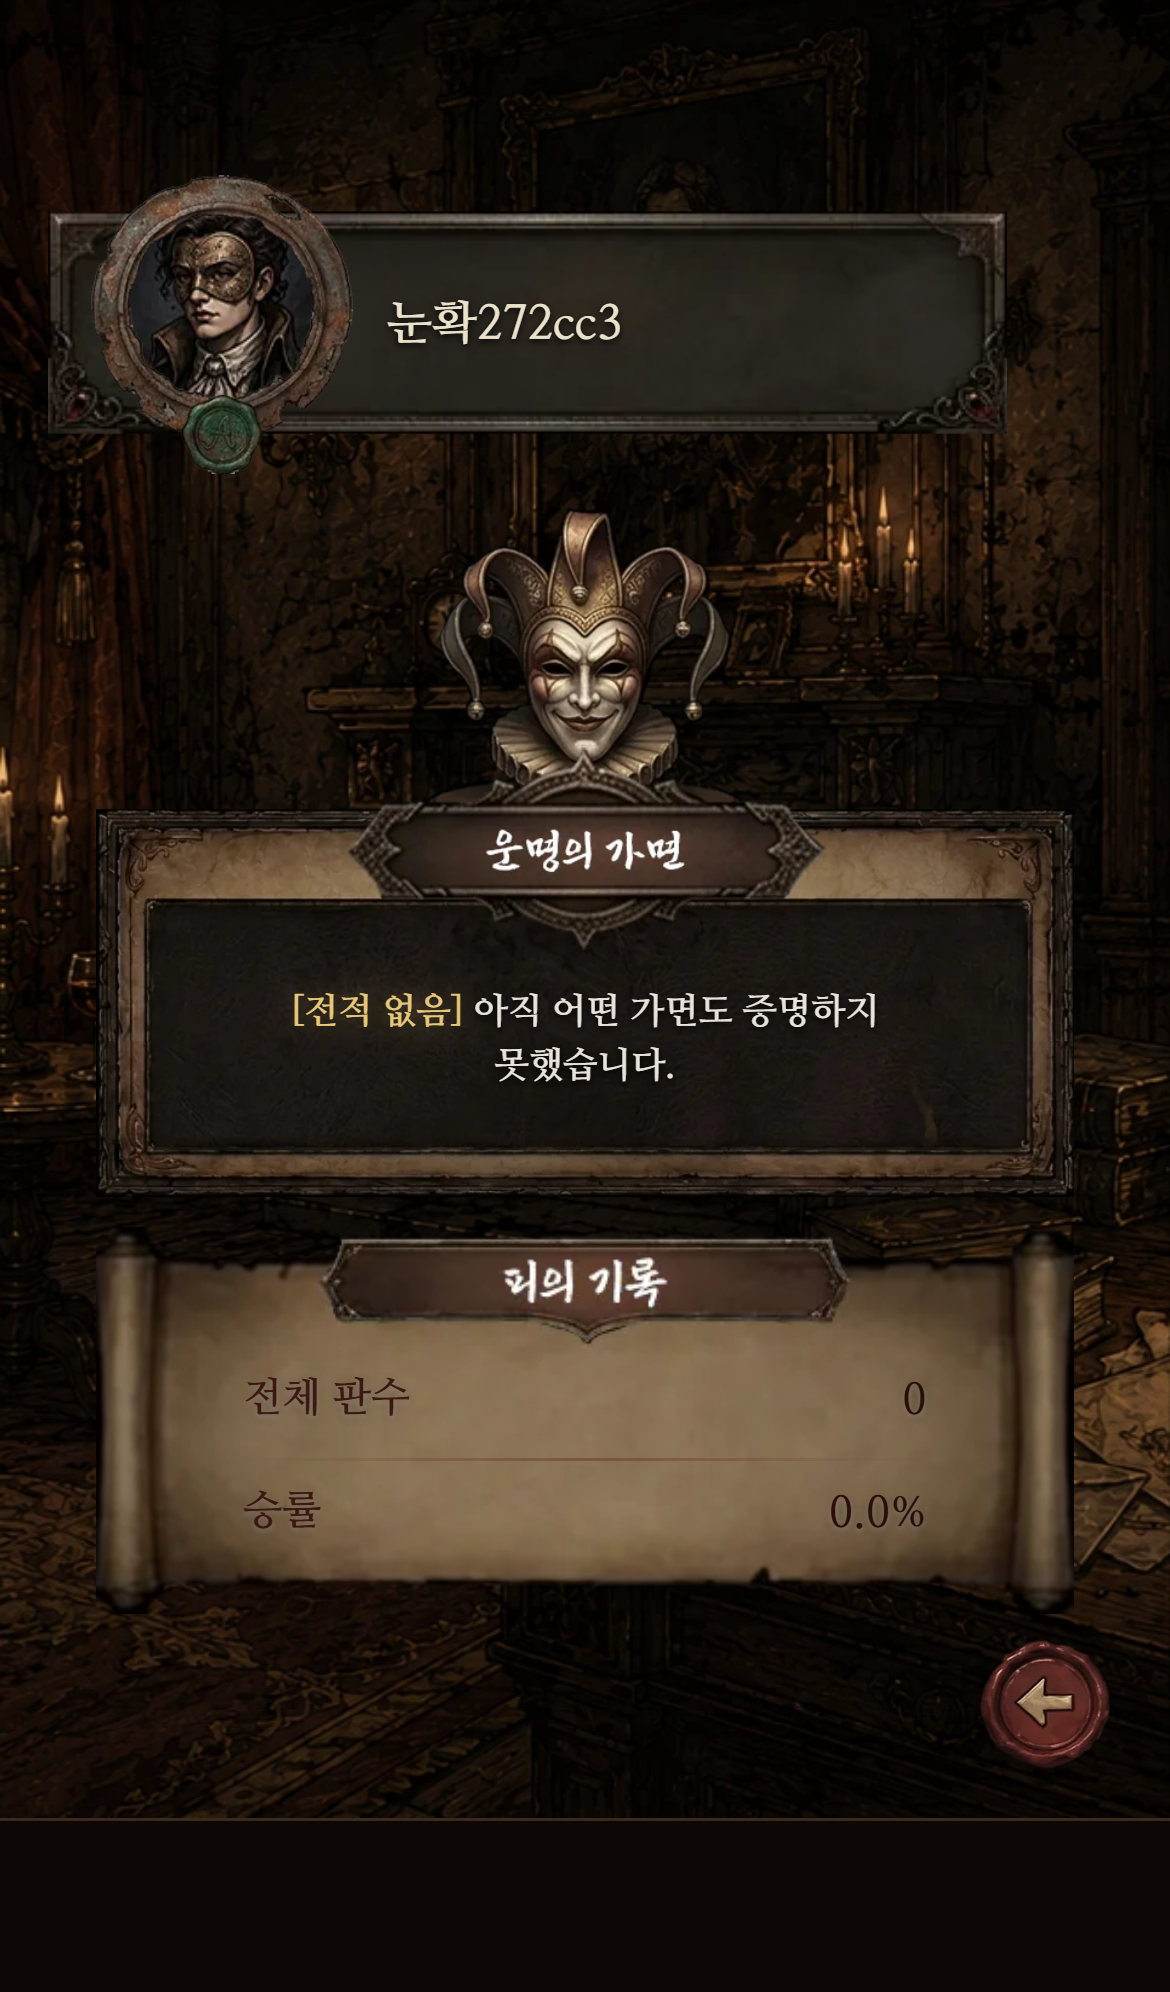 눈확272cc3
운명의 가면
[전적 없음] 아직 어떤 가면도 증명하지
못했습니다.
피의 기록
전체 판수 0
승률 0.0%